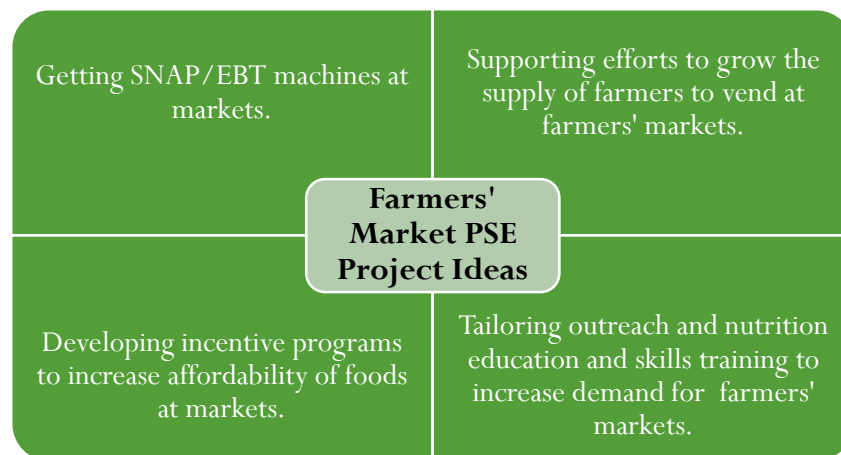 Getting SNAP/EBT machines at
markets.
Supporting efforts to grow the
supply of farmers to vend at
farmers' markets.
Farmers'
Market PSE
Project Ideas
Developing incentive programs
to increase affordability of foods
at markets.
Tailoring outreach and nutrition
education and skills training to
increase demand for  farmers'
markets.